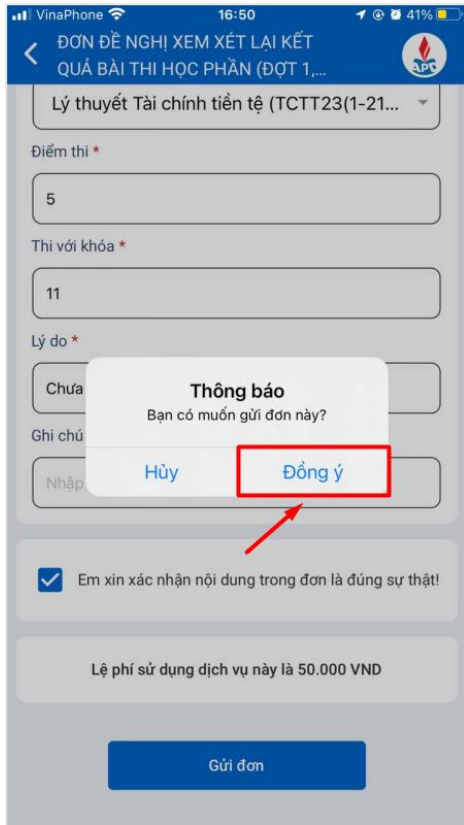 VinaPhone 16:50 41%
ĐƠN ĐỀ NGHỊ XEM XÉT LẠI KẾT
QUẢ BÀI THI HỌC PHẦN (ĐỢT 1,...
APD
Lý thuyết Tài chính tiền tệ (TCTT23(1-21...
Điểm thi *
5
Thi với khóa *
11
Lý do *
Chưa
Thông báo
Bạn có muốn gửi đơn này?
Ghi chú
Hủy Đồng ý
Nhập
Em xin xác nhận nội dung trong đơn là đúng sự thật!
Lệ phí sử dụng dịch vụ này là 50.000 VND
Gửi đơn